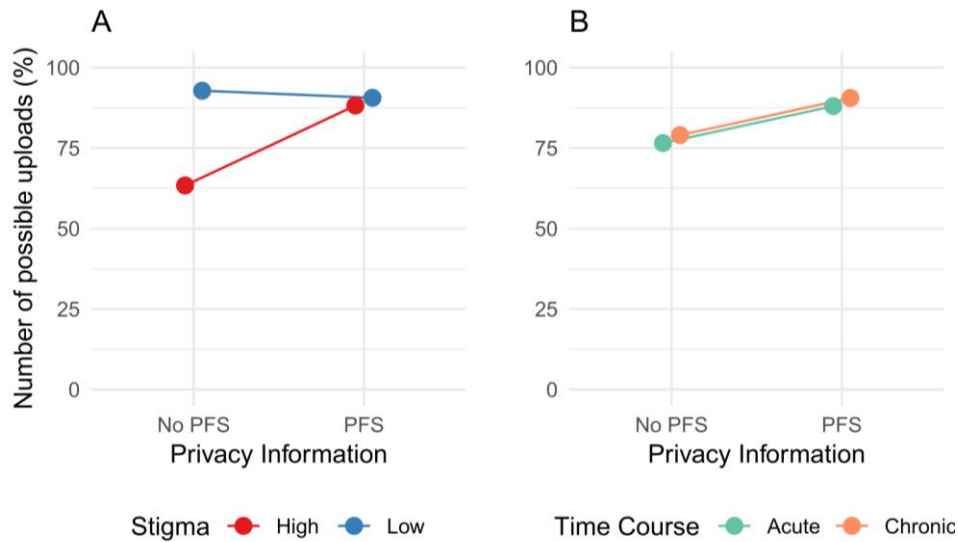 A
Number of possible uploads (%)
100
75
50
25
0
No PFS PFS
Privacy Information
Stigma High Low
B
100
75
50
25
0
No PFS PFS
Privacy Information
Time Course Acute Chronic